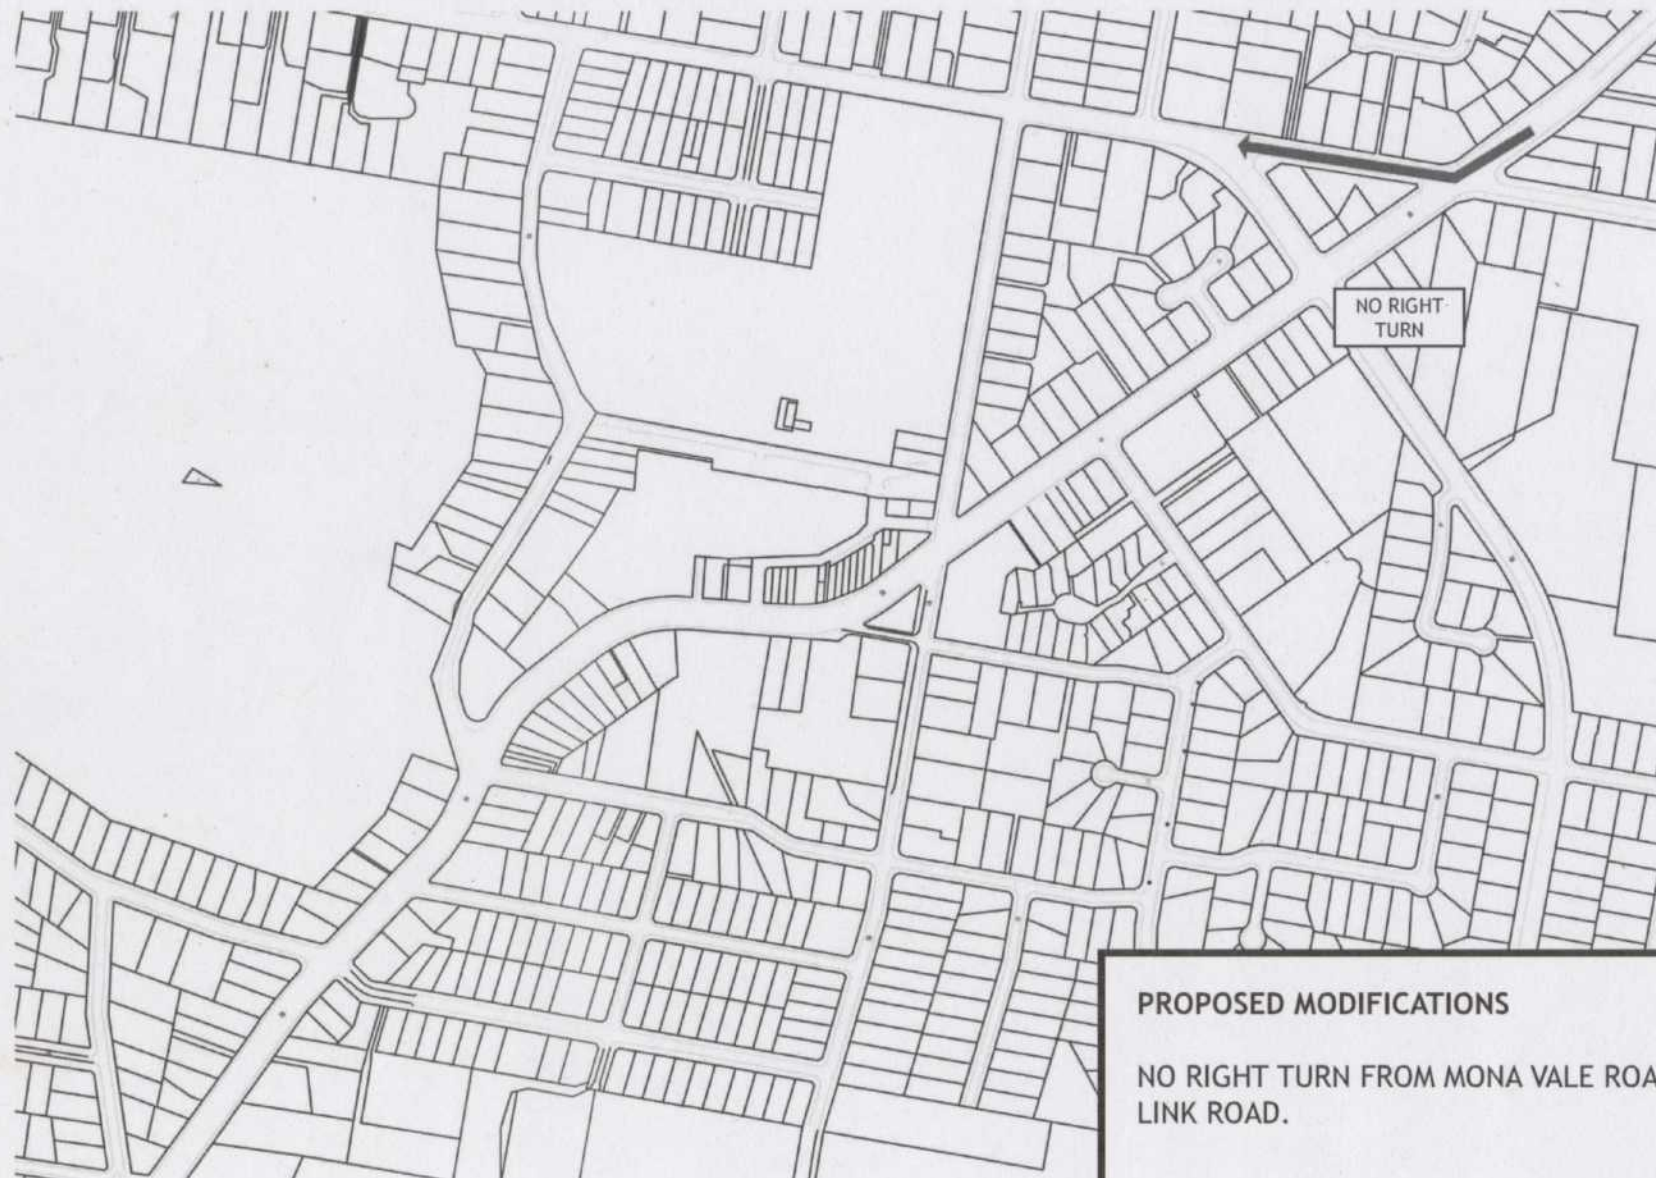 NO RIGHT
TURN
PROPOSED MODIFICATIONS
NO RIGHT TURN FROM MONA VALE ROA
LINK ROAD.